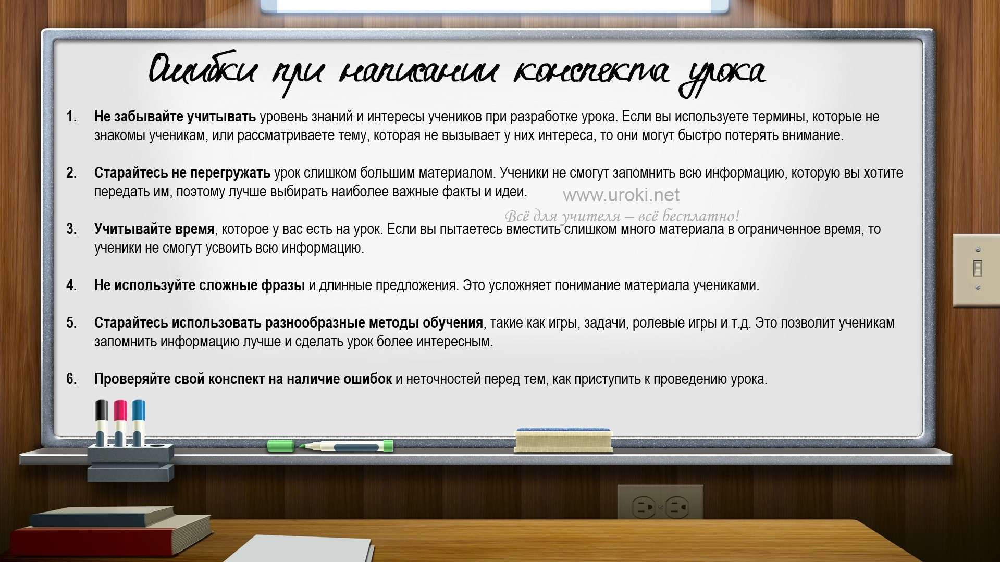 Ошибки при написании конспекта урока
1. Не забывайте учитывать уровень знаний и интересы учеников при разработке урока. Если вы используете термины, которые не
знакомы ученикам, или рассматриваете тему, которая не вызывает у них интереса, то они могут быстро потерять внимание.
2. Старайтесь не перегружать урок слишком большим материалом. Ученики не смогут запомнить всю информацию, которую вы хотите
передать им, поэтому лучше выбирать наиболее важные факты и идеи.
www.uroki.net
Всё для учителя – всё бесплатно!
3. Учитывайте время, которое у вас есть на урок. Если вы пытаетесь вместить слишком много материала в ограниченное время, то
ученики не смогут усвоить всю информацию.
4. Не используйте сложные фразы и длинные предложения. Это усложняет понимание материала учениками.
5. Старайтесь использовать разнообразные методы обучения, такие как игры, задачи, ролевые игры и т.д. Это позволит ученикам
запомнить информацию лучше и сделать урок более интересным.
6. Проверяйте свой конспект на наличие ошибок и неточностей перед тем, как приступить к проведению урока.